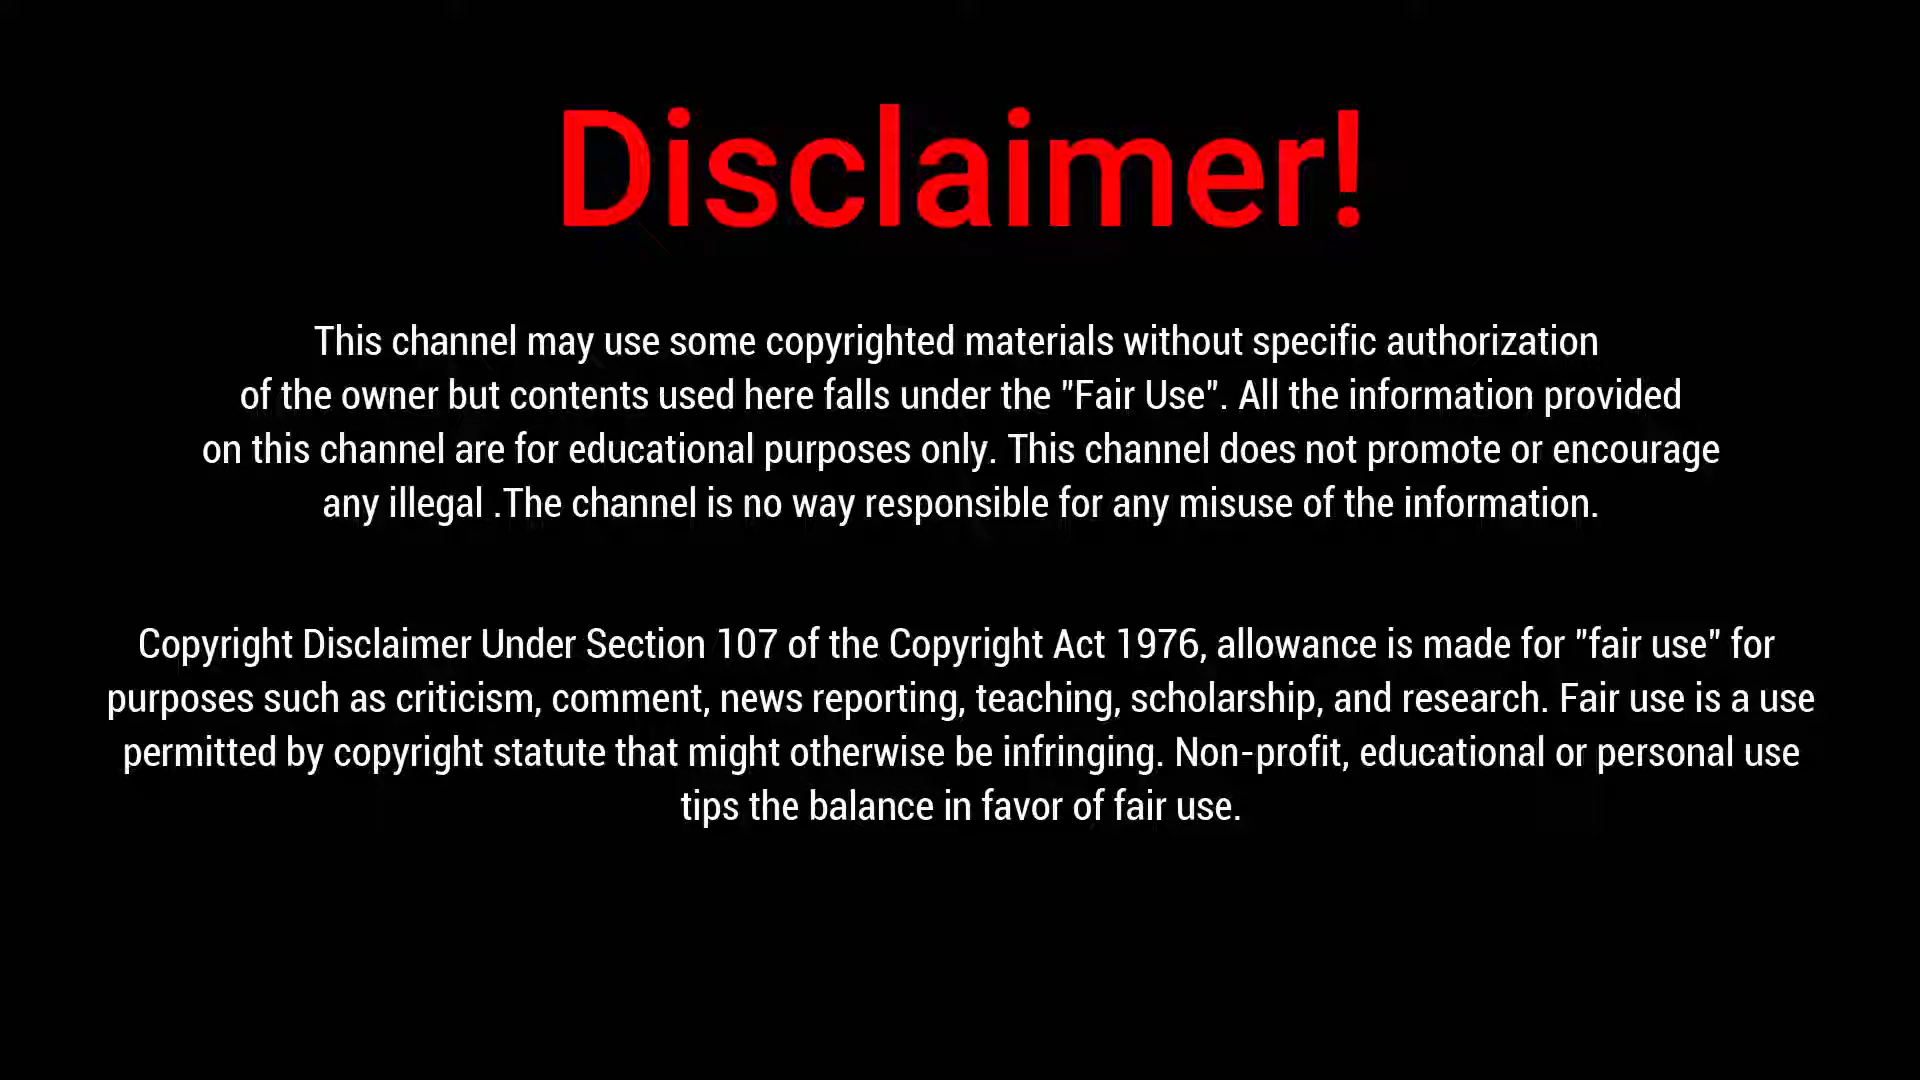 Disclaimer!
This channel may use some copyrighted materials without specific authorization
of the owner but contents used here falls under the "Fair Use". All the information provided
on this channel are for educational purposes only. This channel does not promote or encourage
any illegal .The channel is no way responsible for any misuse of the information.
Copyright Disclaimer Under Section 107 of the Copyright Act 1976, allowance is made for "fair use" for
purposes such as criticism, comment, news reporting, teaching, scholarship, and research. Fair use is a use
permitted by copyright statute that might otherwise be infringing. Non-profit, educational or personal use
tips the balance in favor of fair use.